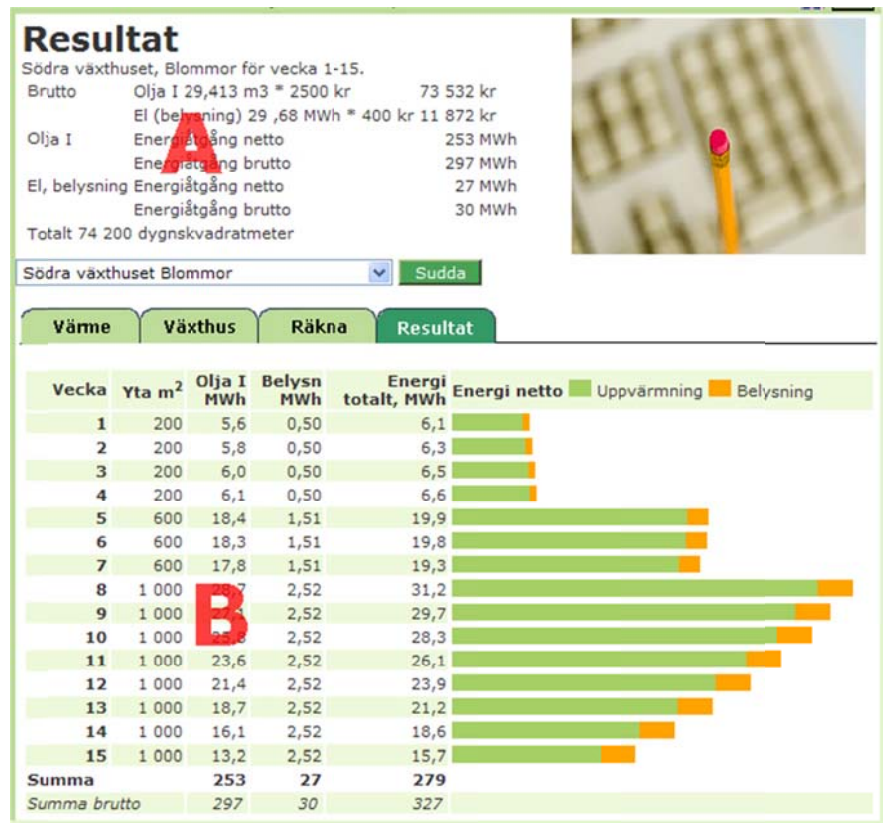 Resultat
Södra växthuset, Blommor för vecka 1-15.
Brutto Olja I 29,413 m3 * 2500 kr 73 532 kr
El (belysning) 29 ,68 MWh * 400 kr 11 872 kr
Olja I Energiåtgång netto 253 MWh
Energiåtgång brutto 297 MWh
El, belysning Energiåtgång netto 27 MWh
Energiåtgång brutto 30 MWh
Totalt 74 200 dygnskvadratmeter
A
Södra växthuset Blommor Sudda
Värme Växthus Räkna Resultat
Vecka Yta m² Olja I MWh Belysn MWh Energi totalt, MWh Energi netto Uppvärmning Belysning
1 200 5,6 0,50 6,1
2 200 5,8 0,50 6,3
3 200 6,0 0,50 6,5
4 200 6,1 0,50 6,6
5 600 18,4 1,51 19,9
6 600 18,3 1,51 19,8
7 600 17,8 1,51 19,3
8 1 000 28,7 2,52 31,2
9 1 000 27,1 2,52 29,7
10 1 000 25,8 2,52 28,3
11 1 000 23,6 2,52 26,1
12 1 000 21,4 2,52 23,9
13 1 000 18,7 2,52 21,2
14 1 000 16,1 2,52 18,6
15 1 000 13,2 2,52 15,7
B
Summa 253 27 279
Summa brutto 297 30 327